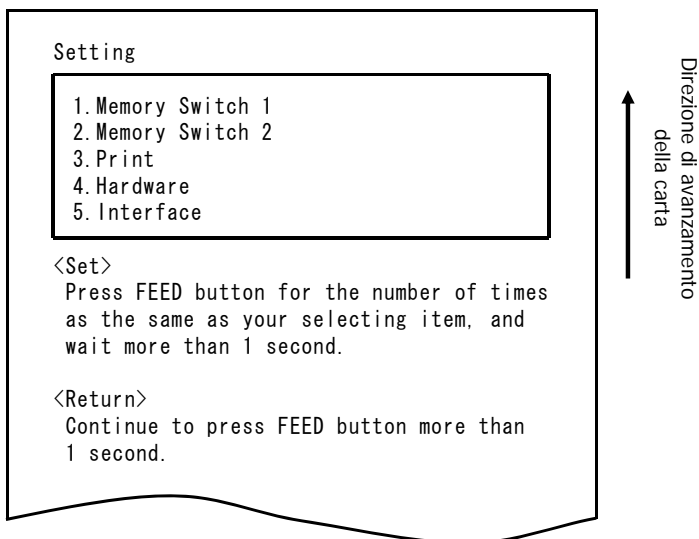 Setting
1.Memory Switch 1
2.Memory Switch 2
3.Print
4.Hardware
5.Interface
<Set>
Press FEED button for the number of times
as the same as your selecting item, and
wait more than 1 second.
<Return>
Continue to press FEED button more than
1 second.
Direzione di avanzamento
della carta